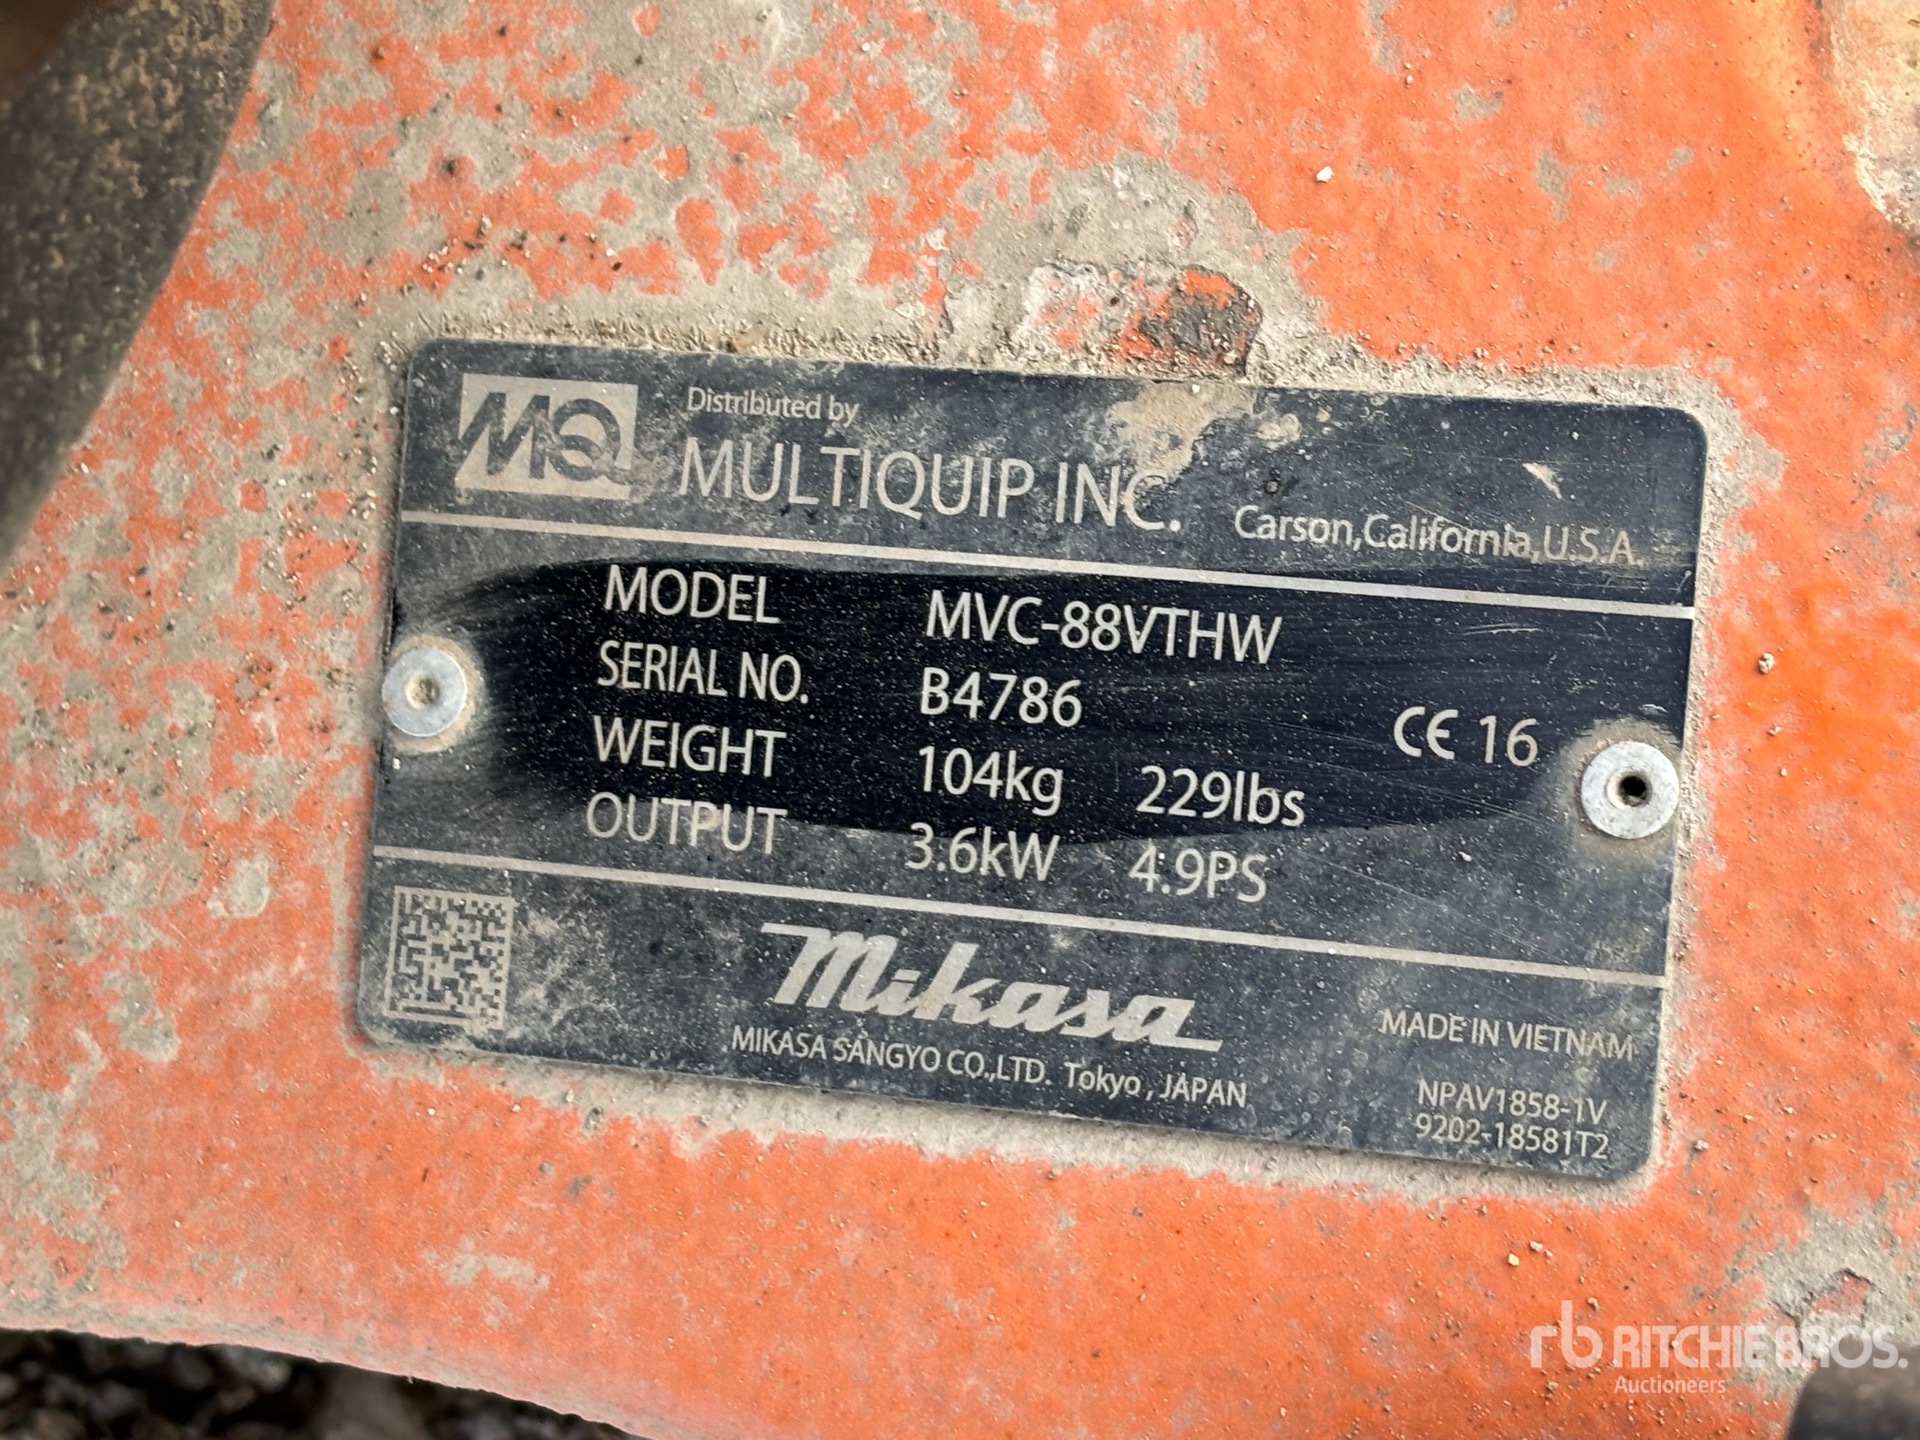 MQ
Distributed by
MULTIQUIP INC. Carson,California,U.S.A.
MODEL MVC-88VTHW
SERIAL NO. B4786
CE 16
WEIGHT 104kg 229lbs
OUTPUT 3.6kW 4.9PS
Mikasa
MIKASA SANGYO CO.,LTD. Tokyo, JAPAN
MADE IN VIETNAM
NPAV1858-1V
9202-18581T2
rb RITCHIE BROS.
Auctioneers